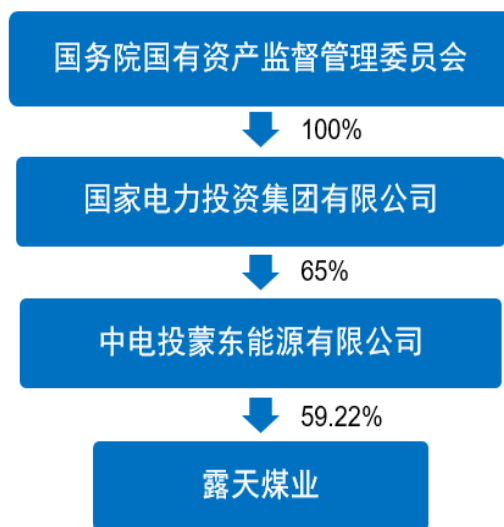 国务院国有资产监督管理委员会
100%
国家电力投资集团有限公司
65%
中电投蒙东能源有限公司
59.22%
露天煤业